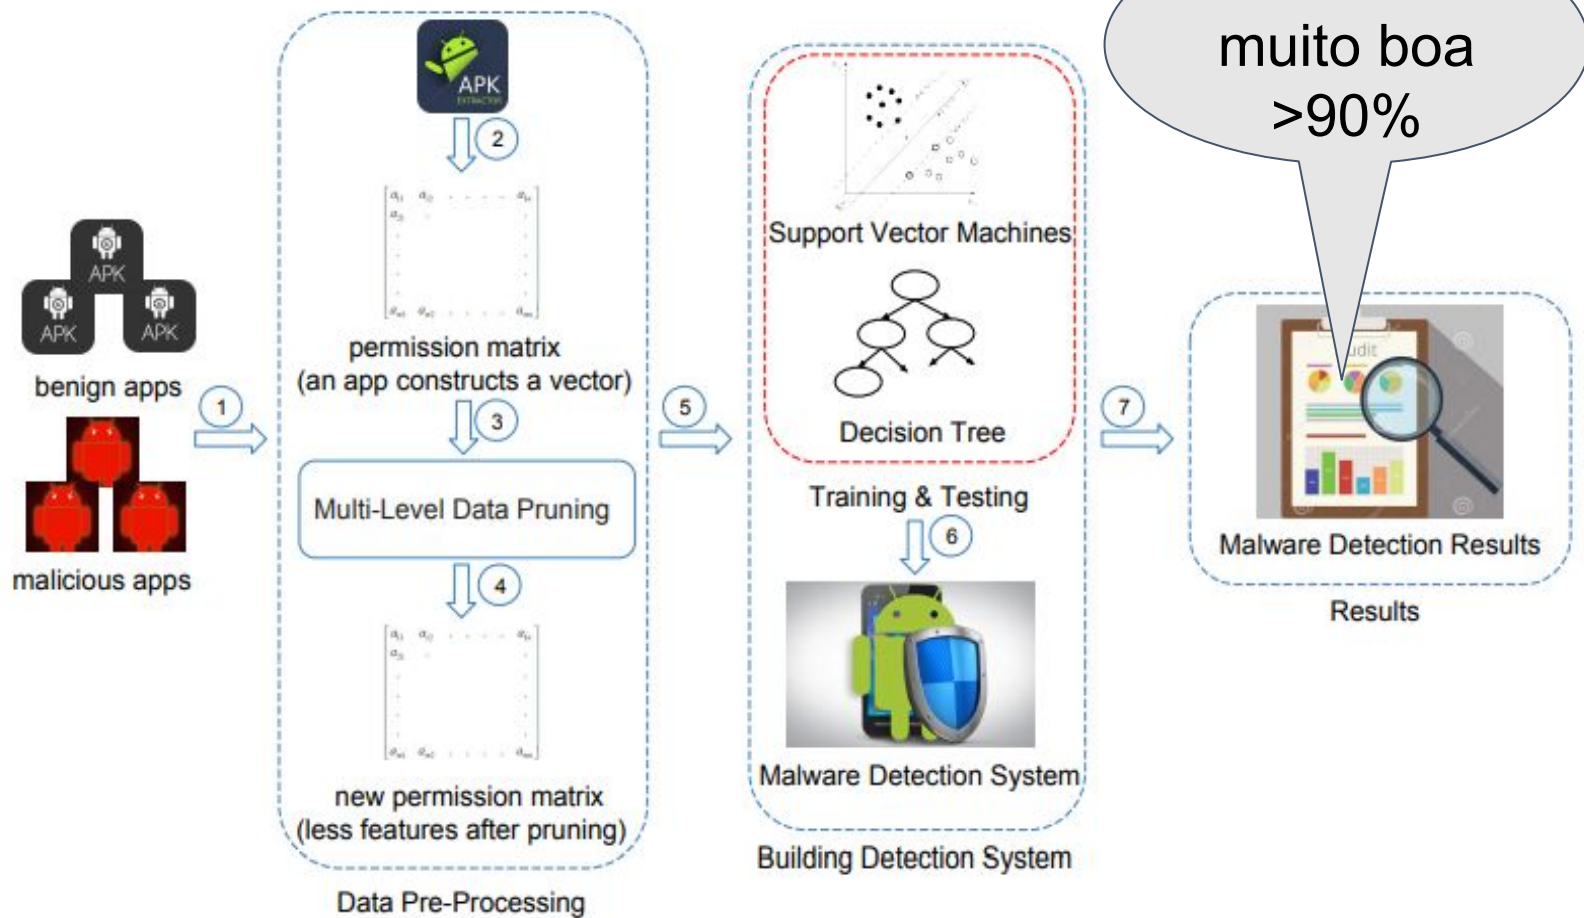 muito boa
>90%
APK
EXTRACTOR
2
permission matrix
(an app constructs a vector)
3
Multi-Level Data Pruning
4
new permission matrix
(less features after pruning)
Data Pre-Processing
APK
APK
APK
benign apps
malicious apps
1
5
Support Vector Machines
Decision Tree
Training & Testing
6
Malware Detection System
Building Detection System
7
udit
Malware Detection Results
Results